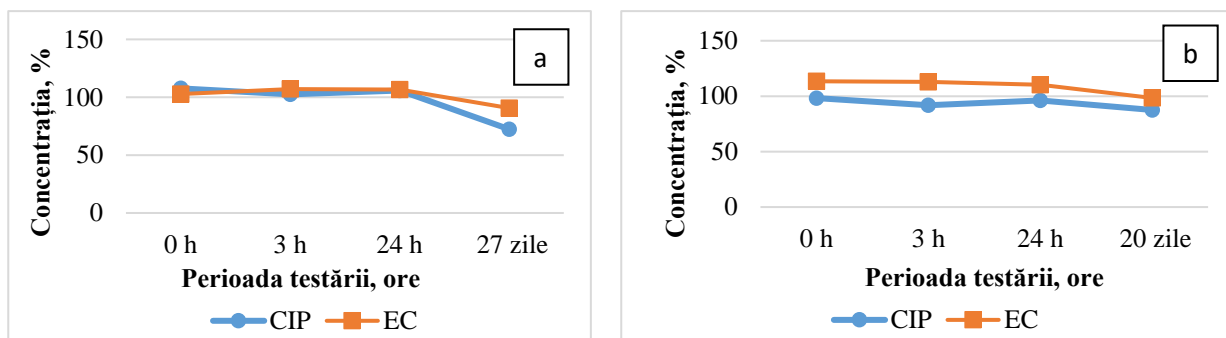 a
Concentrația, %
150
100
50
0
0 h 3 h 24 h 27 zile
Perioada testării, ore
CIP EC
b
Concentrația, %
150
100
50
0
0 h 3 h 24 h 20 zile
Perioada testării, ore
CIP EC